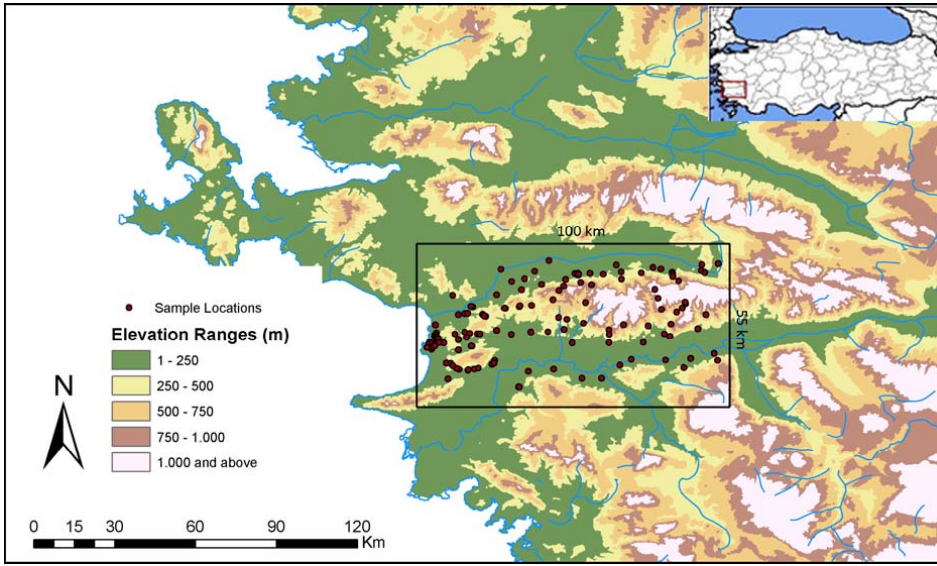 100 km
55 km
Sample Locations
Elevation Ranges (m)
1 - 250
250 - 500
500 - 750
750 - 1.000
1.000 and above
N
0 15 30 60 90 120
Km